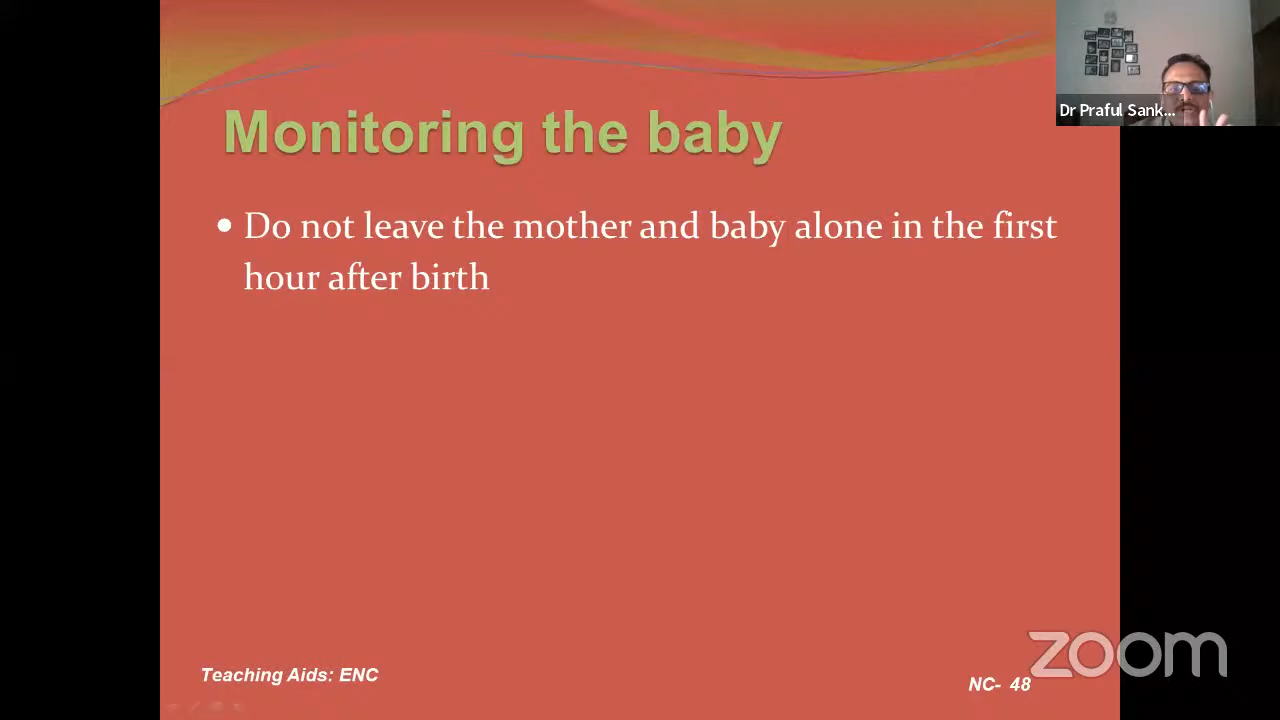 Dr Praful Sank...
Monitoring the baby
• Do not leave the mother and baby alone in the first
hour after birth
Teaching Aids: ENC
NC- 48
zoom